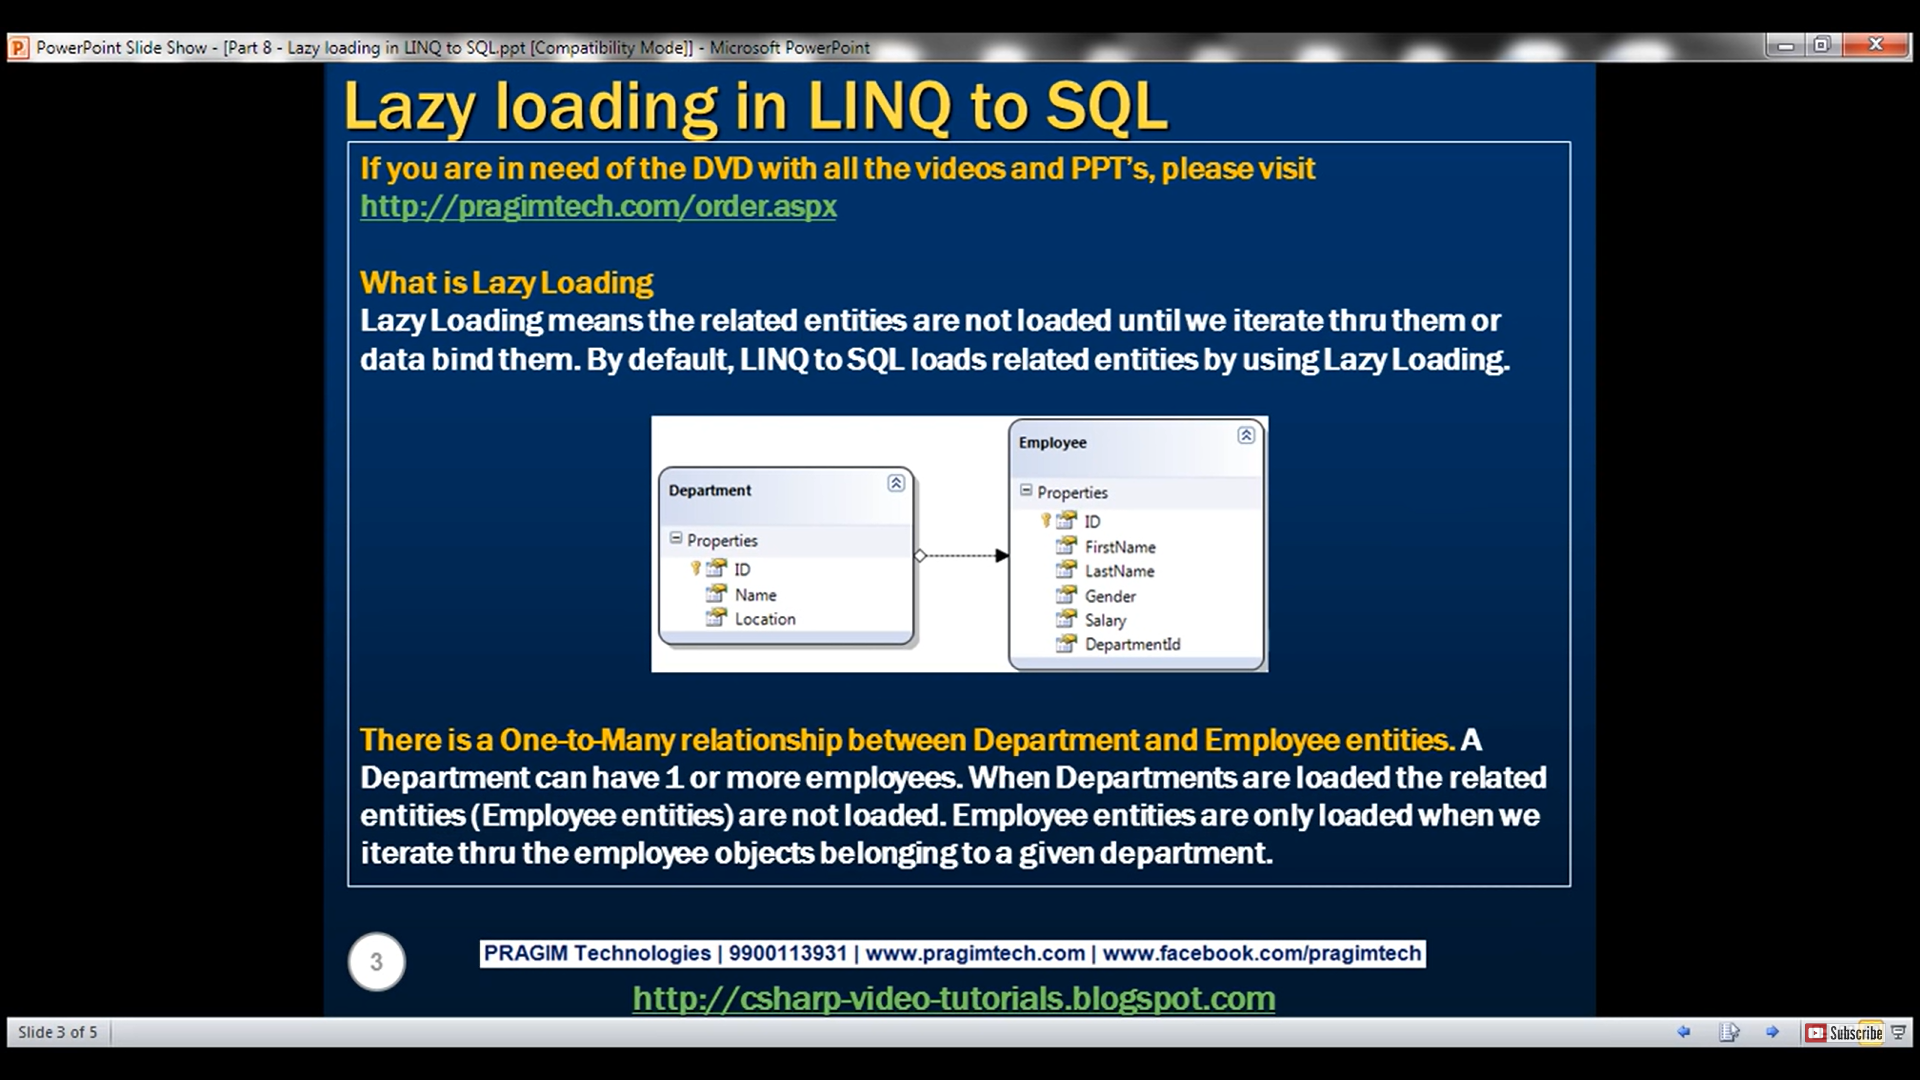 PowerPoint Slide Show - [Part 8 - Lazy loading in LINQ to SQL.ppt [Compatibility Mode]] - Microsoft PowerPoint
Lazy loading in LINQ to SQL
If you are in need of the DVD with all the videos and PPT's, please visit
http://pragimtech.com/order.aspx
What is Lazy Loading
Lazy Loading means the related entities are not loaded until we iterate thru them or
data bind them. By default, LINQ to SQL loads related entities by using Lazy Loading.
Department
Properties
ID
Name
Location
Employee
Properties
ID
FirstName
LastName
Gender
Salary
DepartmentId
There is a One-to-Many relationship between Department and Employee entities. A
Department can have 1 or more employees. When Departments are loaded the related
entities (Employee entities) are not loaded. Employee entities are only loaded when we
iterate thru the employee objects belonging to a given department.
3
PRAGIM Technologies | 9900113931 | www.pragimtech.com | www.facebook.com/pragimtech
http://csharp-video-tutorials.blogspot.com
Slide 3 of 5
Subscribe